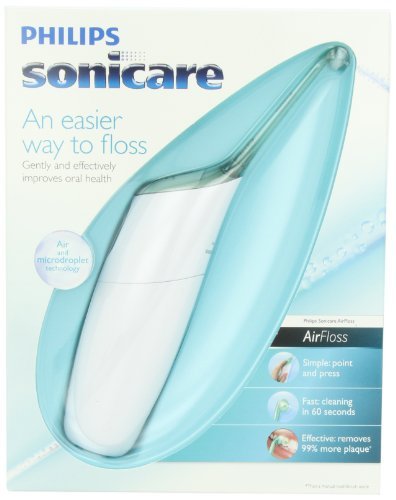 PHILIPS
sonicare
An easier
way to floss
Gently and effectively
improves oral health
Air
and
microdroplet
technology
Philips Sonicare AirFloss
AirFloss
Simple: point
and press
Fast: cleaning
in 60 seconds
Effective: removes
99% more plaque*